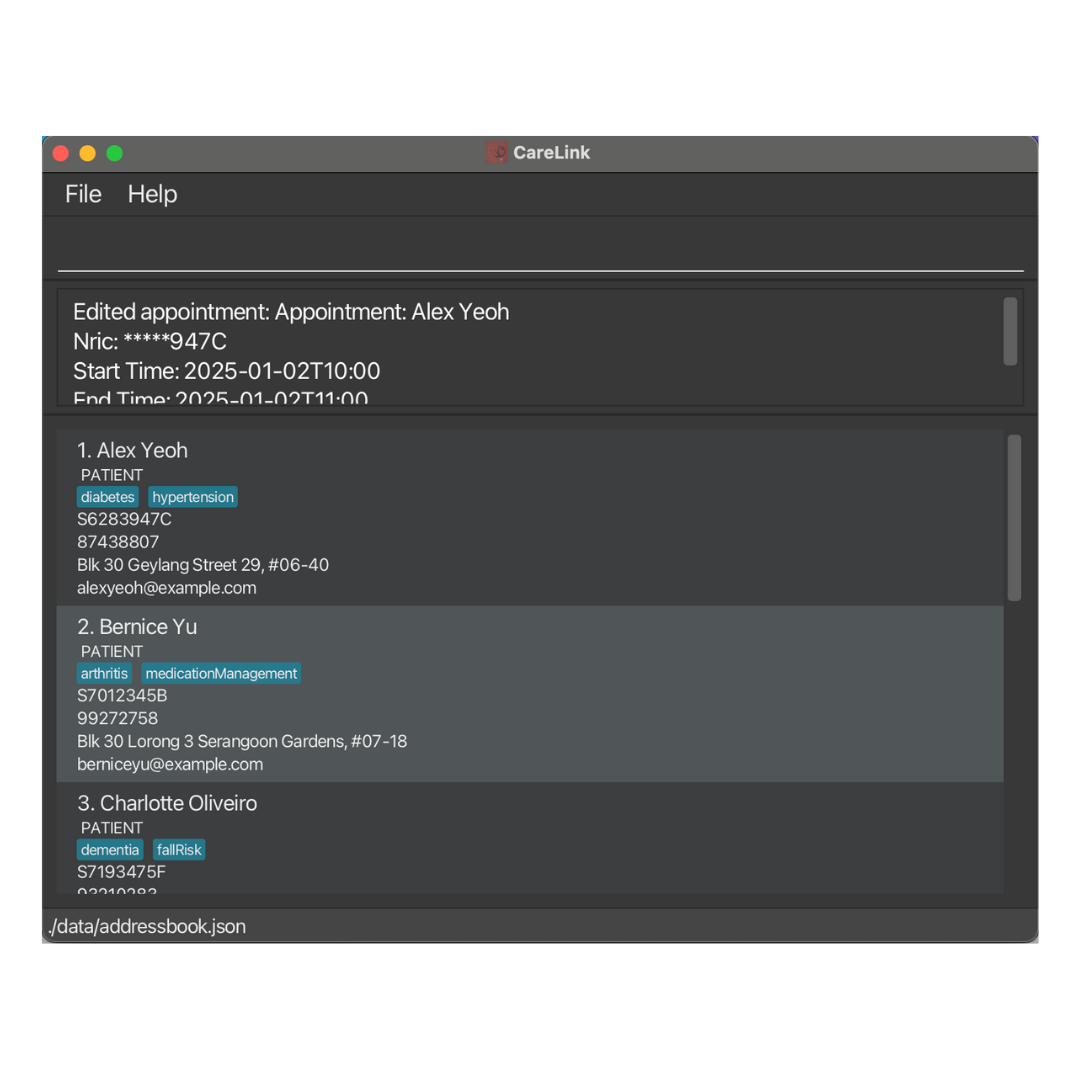 CareLink
File Help
Edited appointment: Appointment: Alex Yeoh
Nric: *****947C
Start Time: 2025-01-02T10:00
End Time: 2025-01-02T11:00
1. Alex Yeoh
PATIENT
diabetes hypertension
S6283947C
87438807
Blk 30 Geylang Street 29, #06-40
alexyeoh@example.com
2. Bernice Yu
PATIENT
arthritis medicationManagement
S7012345B
99272758
Blk 30 Lorong 3 Serangoon Gardens, #07-18
berniceyu@example.com
3. Charlotte Oliveiro
PATIENT
dementia fallRisk
S7193475F
93210283
./data/addressbook.json